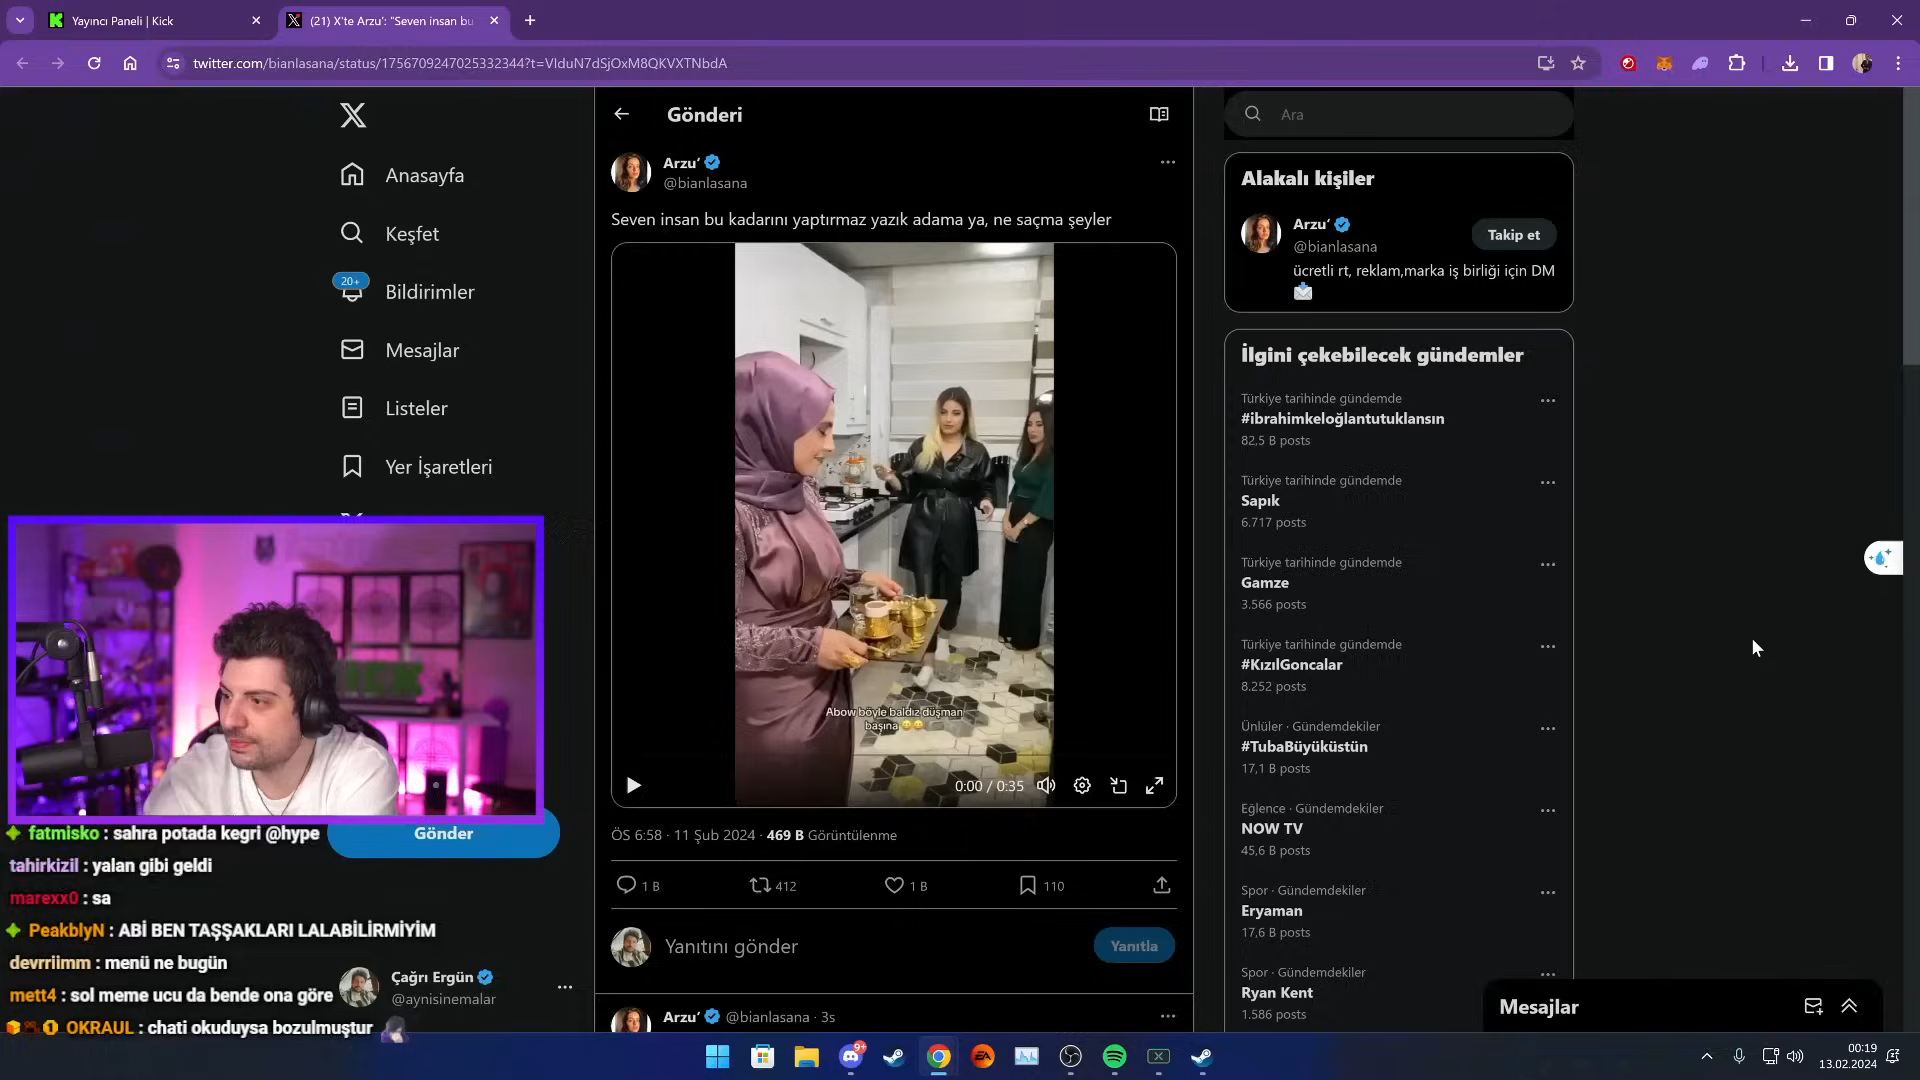 Yayıncı Paneli | Kick
(21) X'te Arzu': "Seven insan bu
twitter.com/bianlasana/status/1756709247025332344?t=VIduN7dSjOxM8QKVXTNbdA
Anasayfa
Keşfet
20+
Bildirimler
Mesajlar
Listeler
Yer İşaretleri
Gönder
fatmisko : sahra potada kegri @hype
tahirkizil : yalan gibi geldi
marexx0 : sa
PeakblyN : ABİ BEN TAŞŞAKLARI LALABİLİRMİYİM
devrriimm : menü ne bugün
mett4 : sol meme ucu da bende ona göre
OKRAUL : chati okuduysa bozulmuştur
Çağrı Ergün
@aynisinemalar
Gönderi
Arzu'
@bianlasana
Seven insan bu kadarını yaptırmaz yazık adama ya, ne saçma şeyler
Abow böyle baldız düşman
başına 😂😂
0:00 / 0:35
ÖS 6:58 · 11 Şub 2024 · 469 B Görüntülenme
1 B
412
1 B
110
Yanıtını gönder
Yanıtla
Arzu' @bianlasana · 3s
Ara
Alakalı kişiler
Arzu'
@bianlasana
Takip et
ücretli rt, reklam,marka iş birliği için DM
📩
İlgini çekebilecek gündemler
Türkiye tarihinde gündemde
#ibrahimkeloğlantutuklansın
82,5 B posts
Türkiye tarihinde gündemde
Sapık
6.717 posts
Türkiye tarihinde gündemde
Gamze
3.566 posts
Türkiye tarihinde gündemde
#KızılGoncalar
8.252 posts
Ünlüler · Gündemdekiler
#TubaBüyüküstün
17,1 B posts
Eğlence · Gündemdekiler
NOW TV
45,6 B posts
Spor · Gündemdekiler
Eryaman
17,6 B posts
Spor · Gündemdekiler
Ryan Kent
1.586 posts
Mesajlar
9+
EA
00:19
13.02.2024